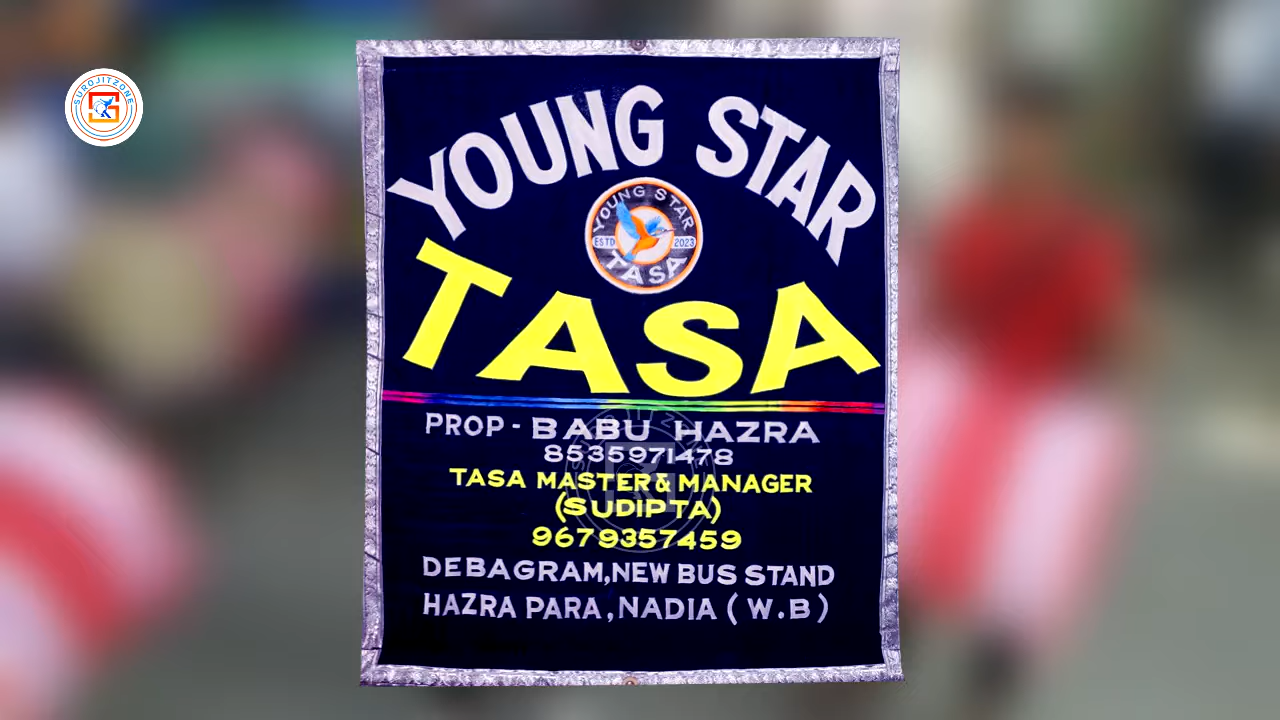 SUROJITZONE
YOUNG STAR
YOUNG STAR
ESTD 2023
TASA
TASA
PROP - BABU HAZRA
8535971478
TASA MASTER & MANAGER
(SUDIPTA)
9679357459
DEBAGRAM, NEW BUS STAND
HAZRA PARA, NADIA (W.B)